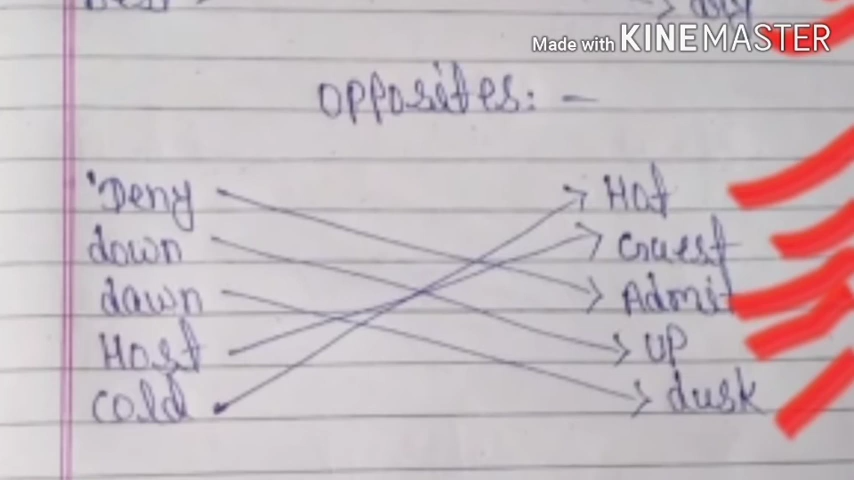 Made with KINEMASTER
Opposites: -
Deny Hot
down Guest
dawn Admit
Host UP
Cold dusk